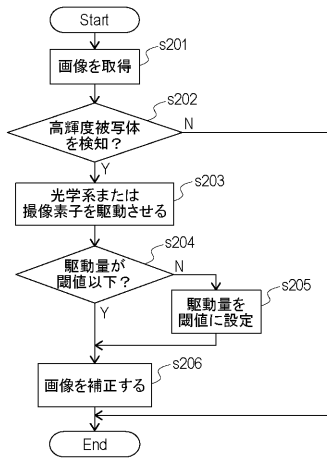 Start
s201
画像を取得
s202
高輝度被写体
を検知？
N
Y
s203
光学系または
撮像素子を駆動させる
s204
駆動量が
閾値以下？
N
Y
s205
駆動量を
閾値に設定
s206
画像を補正する
End